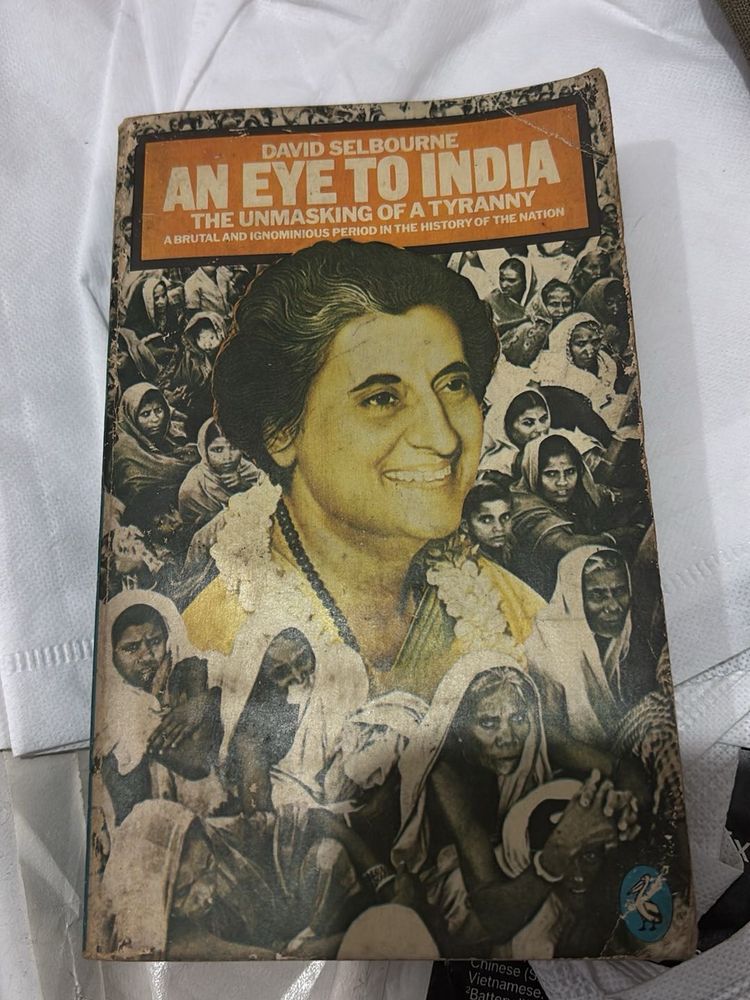 DAVID SELBOURNE
AN EYE TO INDIA
THE UNMASKING OF A TYRANNY
A BRUTAL AND IGNOMINIOUS PERIOD IN THE HISTORY OF THE NATION
Chinese (S
Vietnamese
²Batter